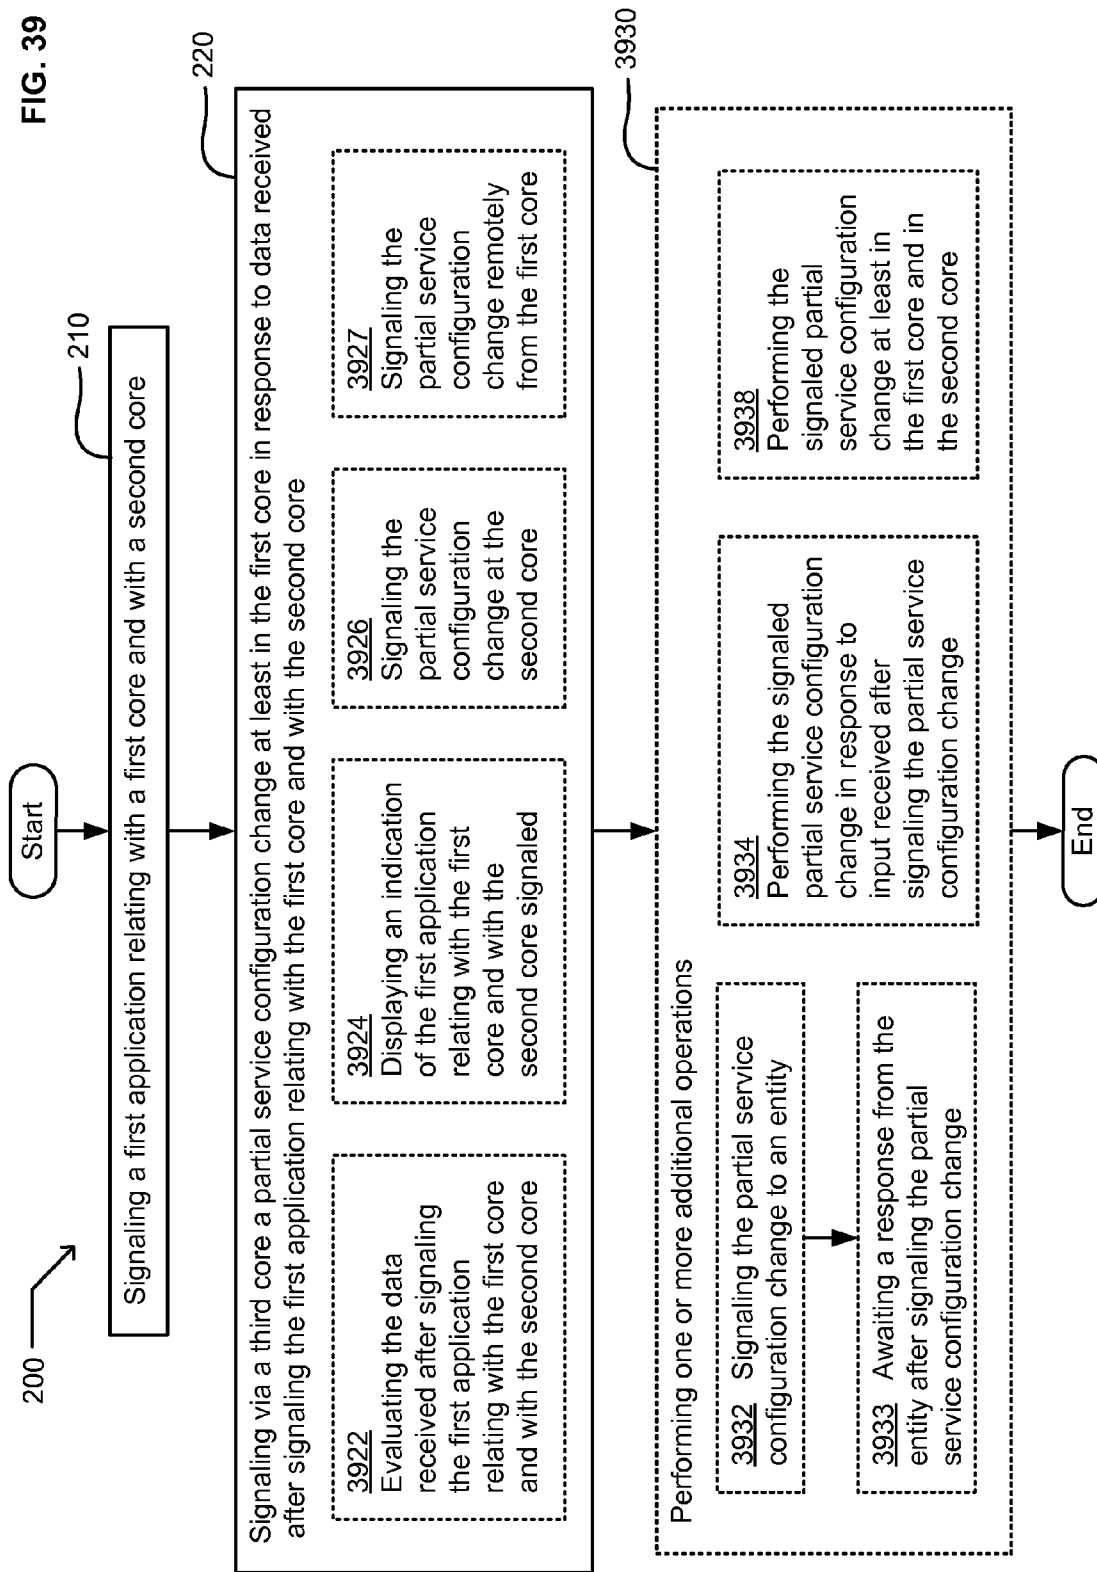 FIG. 39
200
Start
210
Signaling a first application relating with a first core and with a second core
220
Signaling via a third core a partial service configuration change at least in the first core in response to data received
after signaling the first application relating with the first core and with the second core
3922
Evaluating the data
received after signaling
the first application
relating with the first core
and with the second core
3924
Displaying an indication
of the first application
relating with the first
core and with the
second core signaled
3926
Signaling the
partial service
configuration
change at the
second core
3927
Signaling the
partial service
configuration
change remotely
from the first core
3930
Performing one or more additional operations
3932 Signaling the partial service
configuration change to an entity
3933 Awaiting a response from the
entity after signaling the partial
service configuration change
3934
Performing the signaled
partial service configuration
change in response to
input received after
signaling the partial service
configuration change
3938
Performing the
signaled partial
service configuration
change at least in
the first core and in
the second core
End